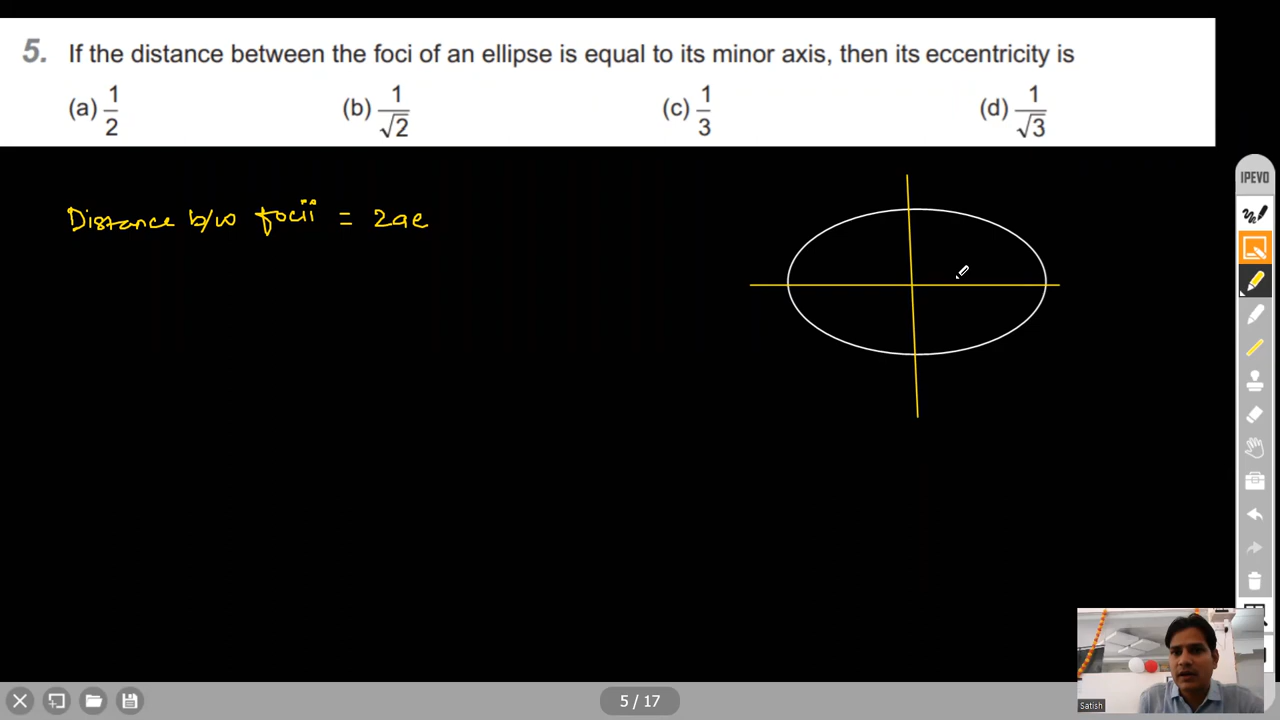 5. If the distance between the foci of an ellipse is equal to its minor axis, then its eccentricity is
(a) 1/2 (b) 1/√2 (c) 1/3 (d) 1/√3
IPEVO
Distance b/w focii = 2ae
Satish
5 / 17